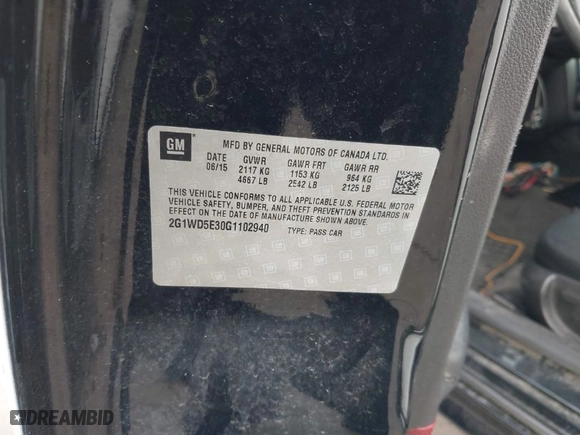 GM
MFD BY GENERAL MOTORS OF CANADA LTD.
DATE GVWR GAWR FRT GAWR RR
06/15 2117 KG 1153 KG 964 KG
4667 LB 2542 LB 2125 LB
THIS VEHICLE CONFORMS TO ALL APPLICABLE U.S. FEDERAL MOTOR
VEHICLE SAFETY, BUMPER, AND THEFT PREVENTION STANDARDS IN
EFFECT ON THE DATE OF MANUFACTURE SHOWN ABOVE.
2G1WD5E30G1102940 TYPE: PASS CAR
DREAMBID